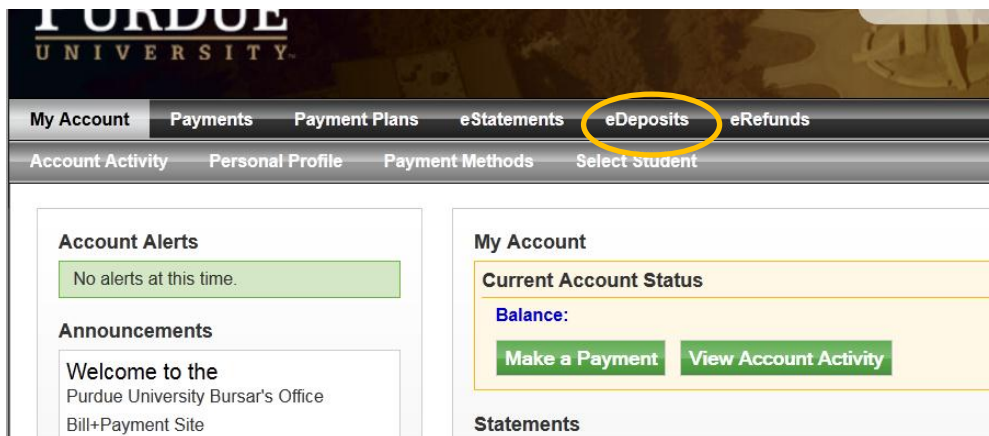 PURDUE
UNIVERSITY™
My Account Payments Payment Plans eStatements eDeposits eRefunds
Account Activity Personal Profile Payment Methods Select Student
Account Alerts
No alerts at this time.
Announcements
Welcome to the
Purdue University Bursar's Office
Bill+Payment Site
My Account
Current Account Status
Balance:
Make a Payment View Account Activity
Statements